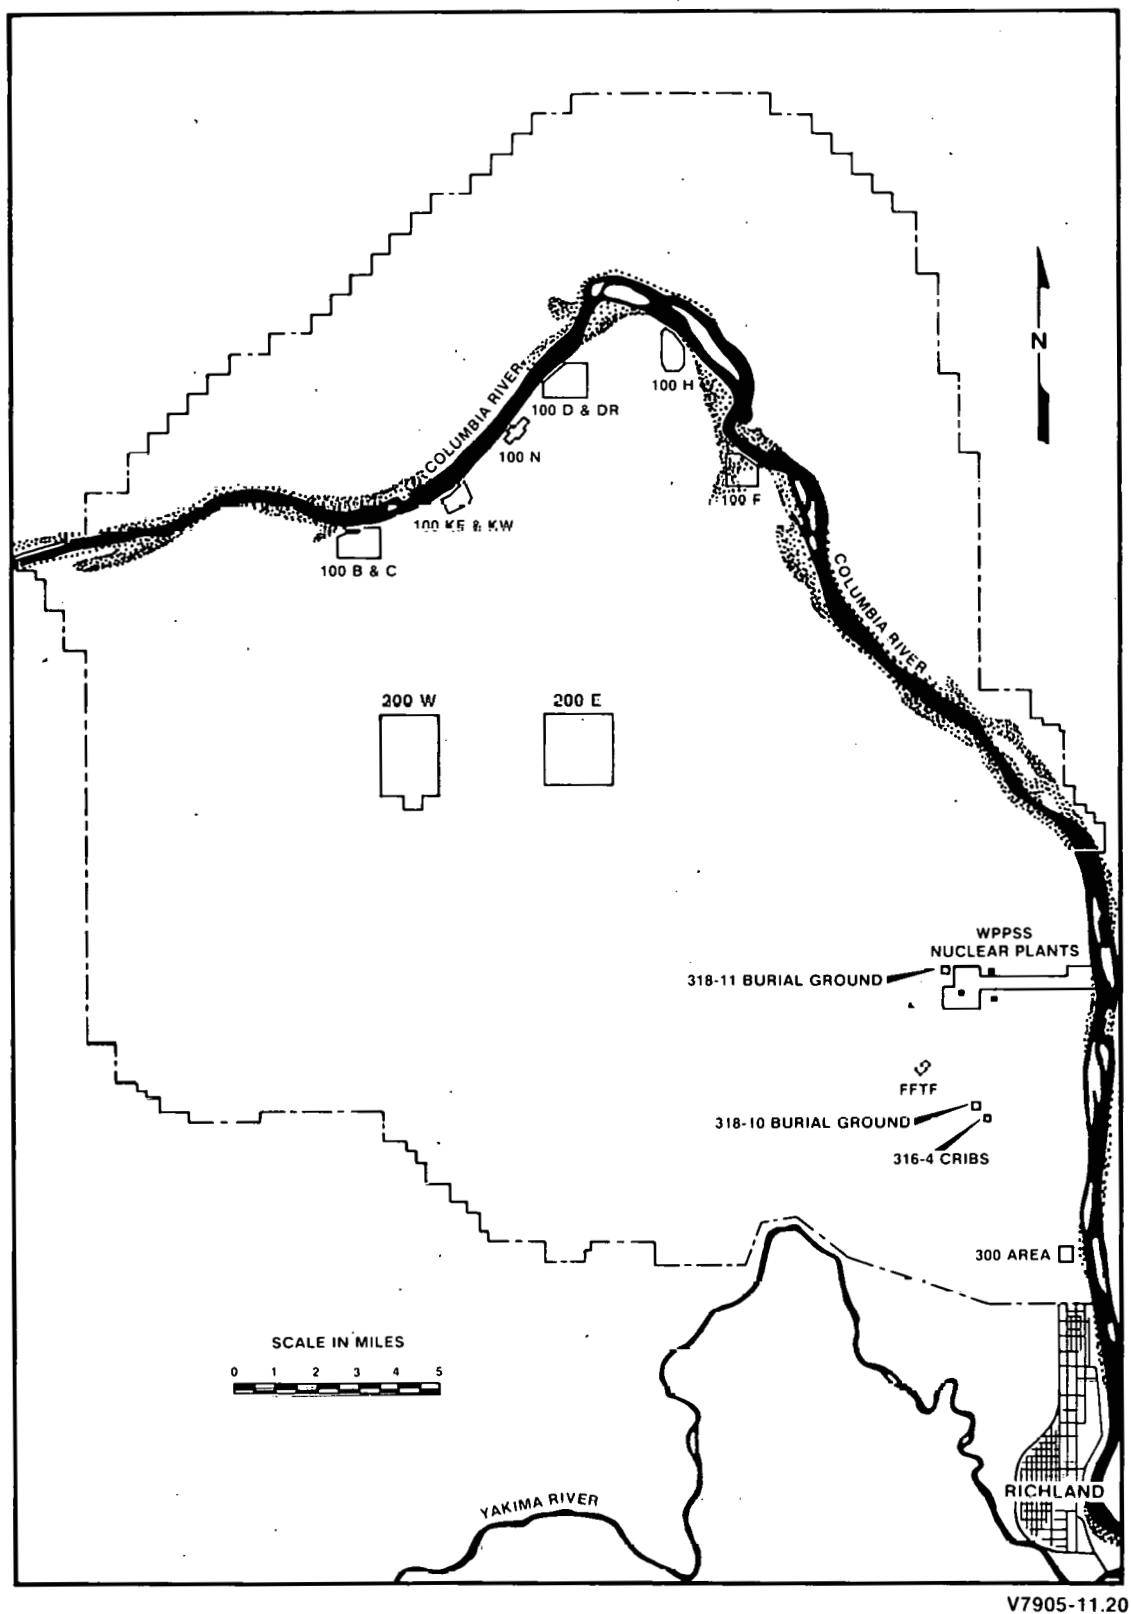 N
COLUMBIA RIVER
100 H
100 D & DR
100 N
100 F
100 KE & KW
100 B & C
COLUMBIA RIVER
200 W
200 E
WPPSS
NUCLEAR PLANTS
318-11 BURIAL GROUND
FFTF
318-10 BURIAL GROUND
316-4 CRIBS
300 AREA
SCALE IN MILES
0 1 2 3 4 5
RICHLAND
YAKIMA RIVER
V7905-11.20